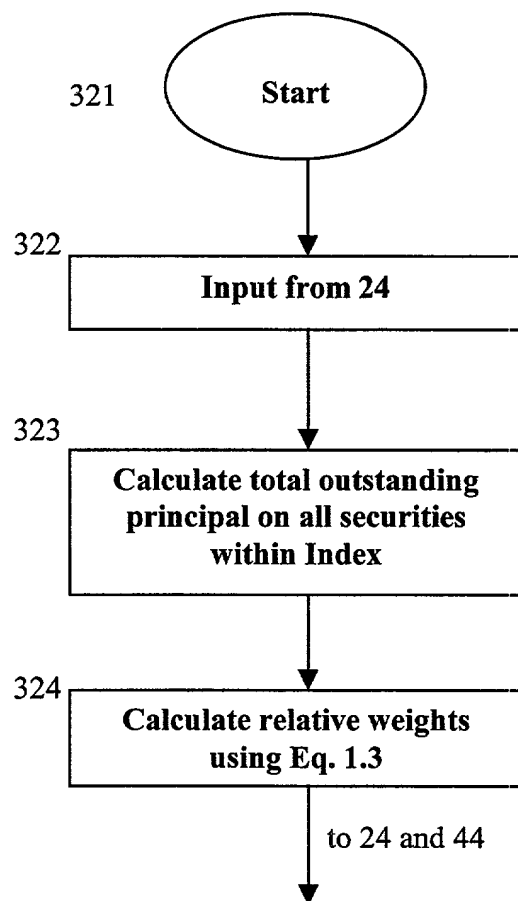 321
Start
322
Input from 24
323
Calculate total outstanding
principal on all securities
within Index
324
Calculate relative weights
using Eq. 1.3
to 24 and 44